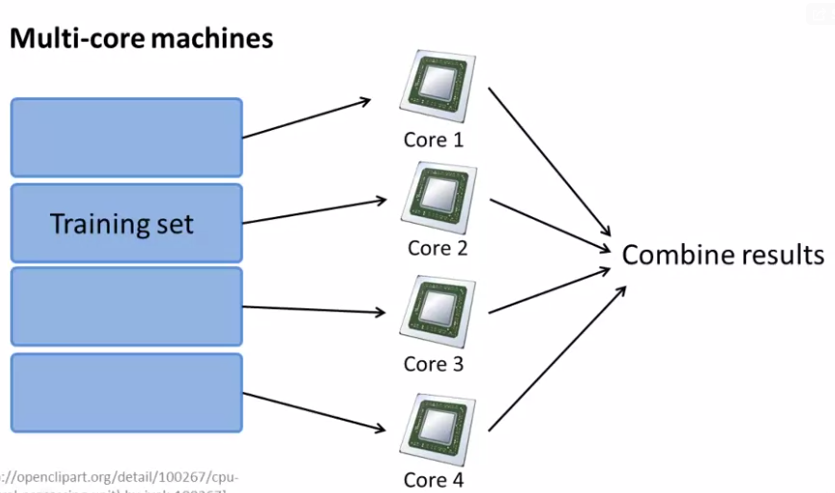 Multi-core machines
Core 1
Training set
Core 2
Combine results
Core 3
Core 4
://openclipart.org/detail/100267/cpu-